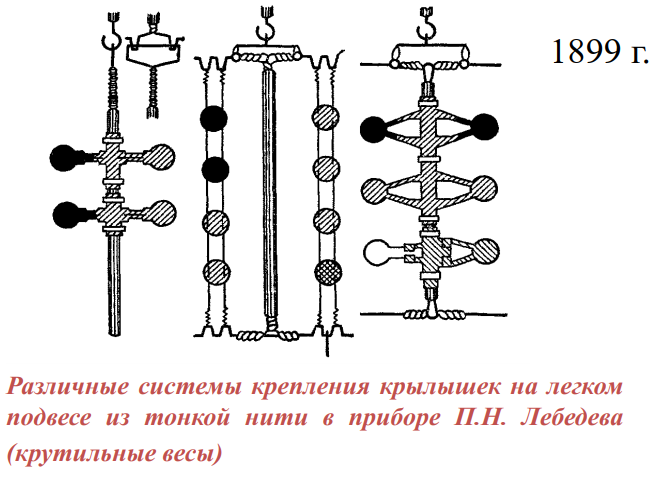 1899 г.
Различные системы крепления крылышек на легком
подвесе из тонкой нити в приборе П.Н. Лебедева
(крутильные весы)